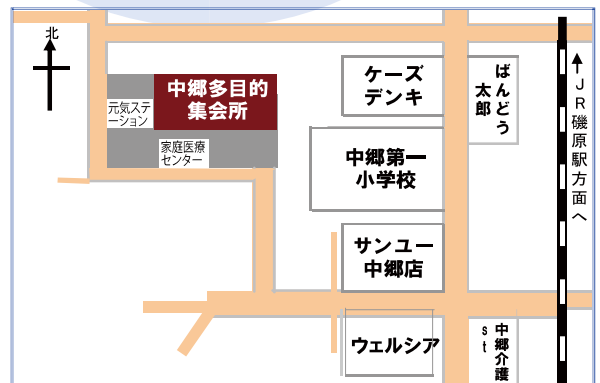 北
中郷多目的
集会所
元気ステ
ーション
家庭医療
センター
ケーズ
デンキ
ばんどう
太郎
↑JR磯原駅方面へ
中郷第一
小学校
サンユー
中郷店
ウェルシア
中郷介護
st